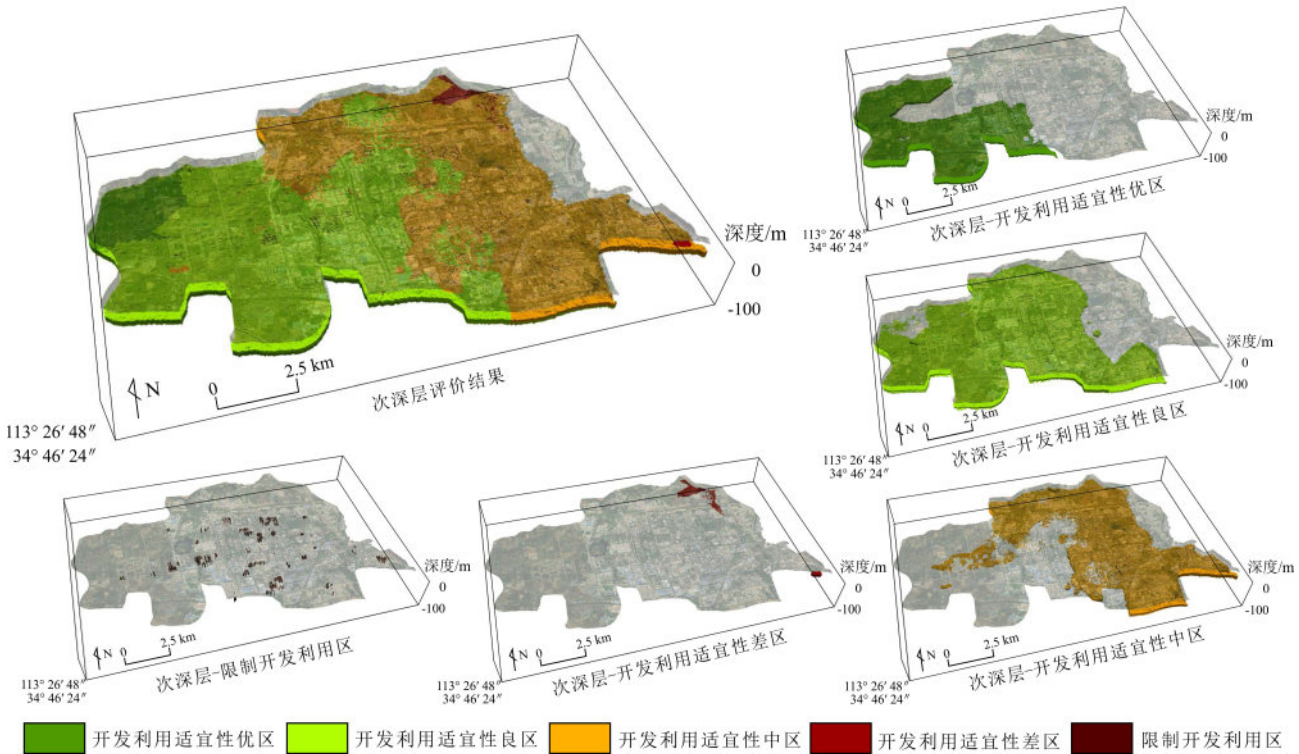 深度/m
0
-100
N
0
2.5 km
次深层评价结果
113° 26′ 48″
34° 46′ 24″
深度/m
0
-100
N 0
2.5 km
次深层-开发利用适宜性优区
113° 26′ 48″
34° 46′ 24″
深度/m
0
-100
N 0
2.5 km
次深层-开发利用适宜性良区
113° 26′ 48″
34° 46′ 24″
深度/m
0
-100
N 0
2.5 km
次深层-限制开发利用区
113° 26′ 48″
34° 46′ 24″
深度/m
0
-100
N 0
2.5 km
次深层-开发利用适宜性差区
113° 26′ 48″
34° 46′ 24″
深度/m
0
-100
N 0
2.5 km
次深层-开发利用适宜性中区
113° 26′ 48″
34° 46′ 24″
开发利用适宜性优区
开发利用适宜性良区
开发利用适宜性中区
开发利用适宜性差区
限制开发利用区